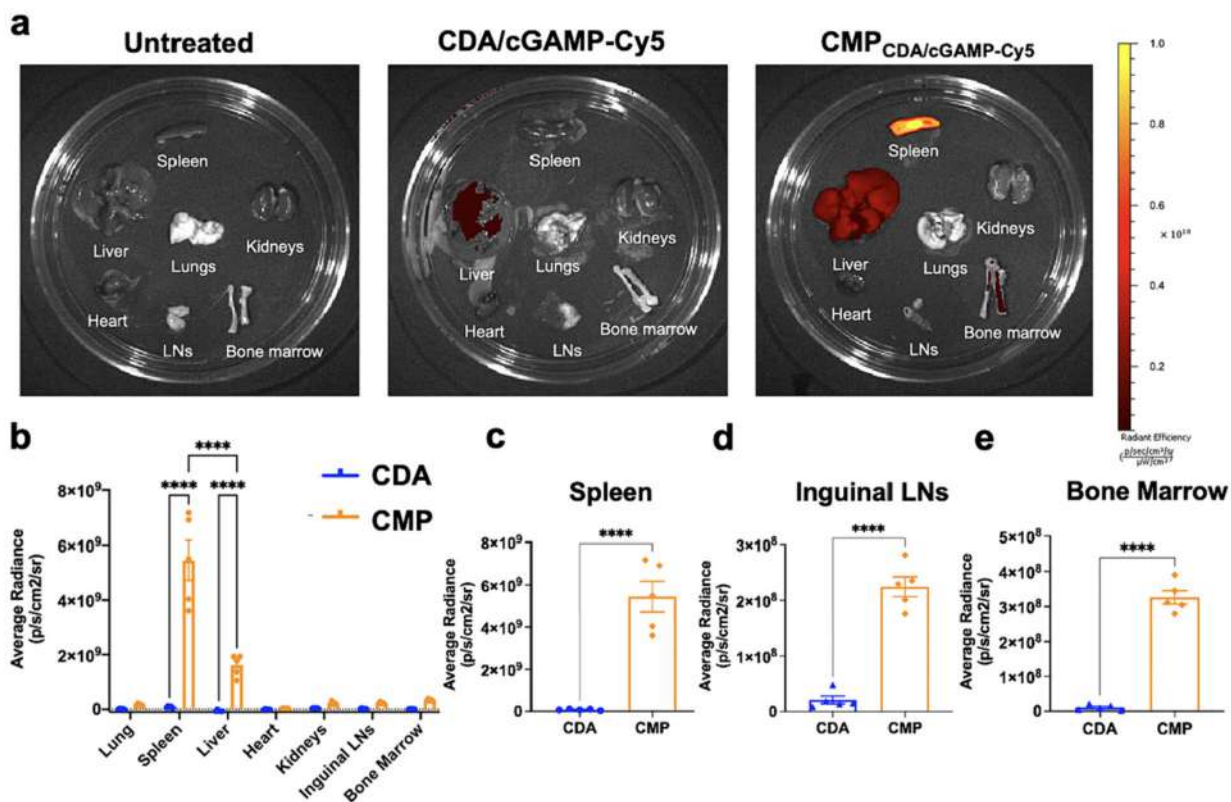 a
Untreated
CDA/cGAMP-Cy5
CMP CDA/cGAMP-Cy5
Spleen
Liver
Lungs
Kidneys
Heart
LNs
Bone marrow
Spleen
Liver
Lungs
Kidneys
Heart
LNs
Bone marrow
Spleen
Liver
Lungs
Kidneys
Heart
LNs
Bone marrow
1.0
0.8
0.6
× 10¹⁰
0.4
0.2
Radiant Efficiency
b
Average Radiance
(p/s/cm2/sr)
8×10⁹
6×10⁹
4×10⁹
2×10⁹
0
****
**** ****
CDA
CMP
Lung
Spleen
Liver
Heart
Kidneys
Inguinal LNs
Bone Marrow
c
Spleen
Average Radiance
(p/s/cm2/sr)
8×10⁹
6×10⁹
4×10⁹
2×10⁹
0
****
CDA CMP
d
Inguinal LNs
Average Radiance
(p/s/cm2/sr)
3×10⁸
2×10⁸
1×10⁸
0
****
CDA CMP
e
Bone Marrow
Average Radiance
(p/s/cm2/sr)
5×10⁸
4×10⁸
3×10⁸
2×10⁸
1×10⁸
0
****
CDA CMP